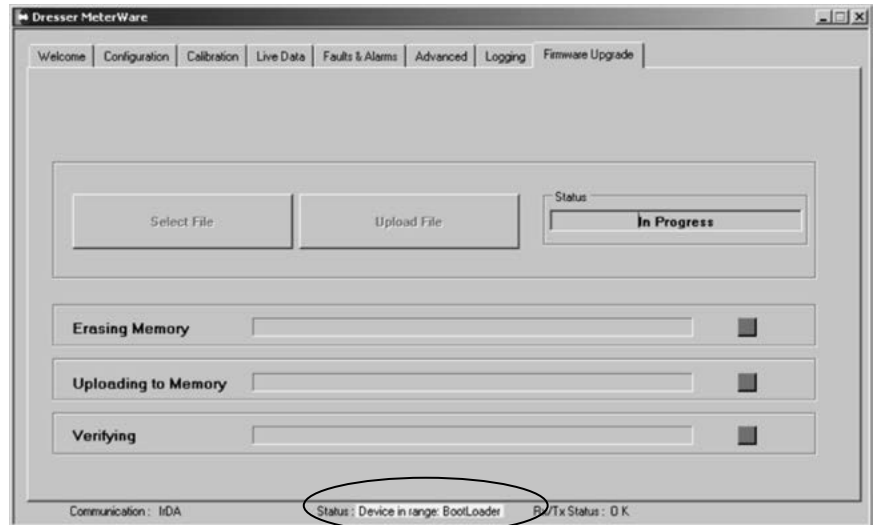 Dresser MeterWare
Welcome Configuration Calibration Live Data Faults & Alarms Advanced Logging Firmware Upgrade
Select File Upload File Status
In Progress
Erasing Memory
Uploading to Memory
Verifying
Communication : IrDA Status : Device in range: BootLoader Rx/Tx Status : O K